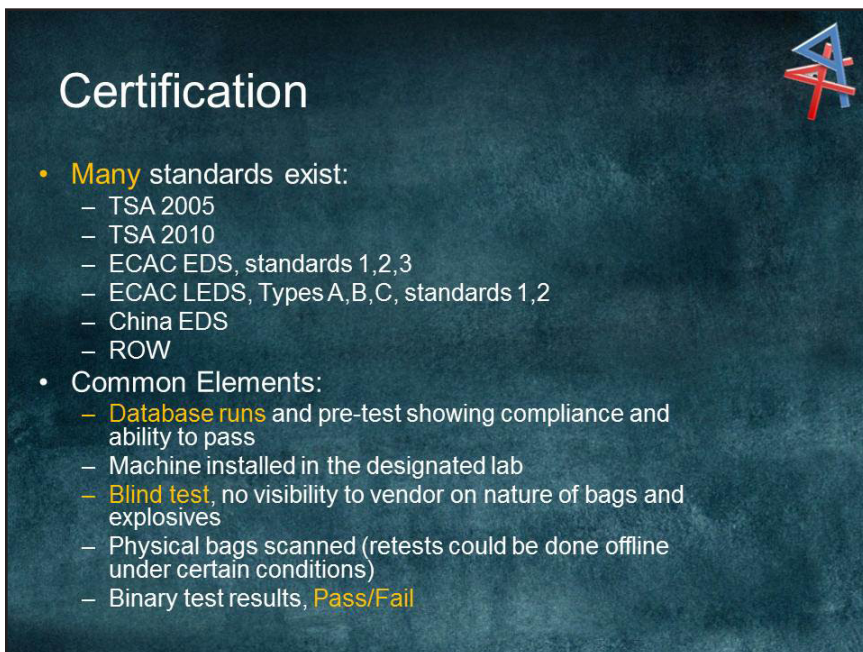 Certification
• Many standards exist:
– TSA 2005
– TSA 2010
– ECAC EDS, standards 1,2,3
– ECAC LEDS, Types A,B,C, standards 1,2
– China EDS
– ROW
• Common Elements:
– Database runs and pre-test showing compliance and
ability to pass
– Machine installed in the designated lab
– Blind test, no visibility to vendor on nature of bags and
explosives
– Physical bags scanned (retests could be done offline
under certain conditions)
– Binary test results, Pass/Fail